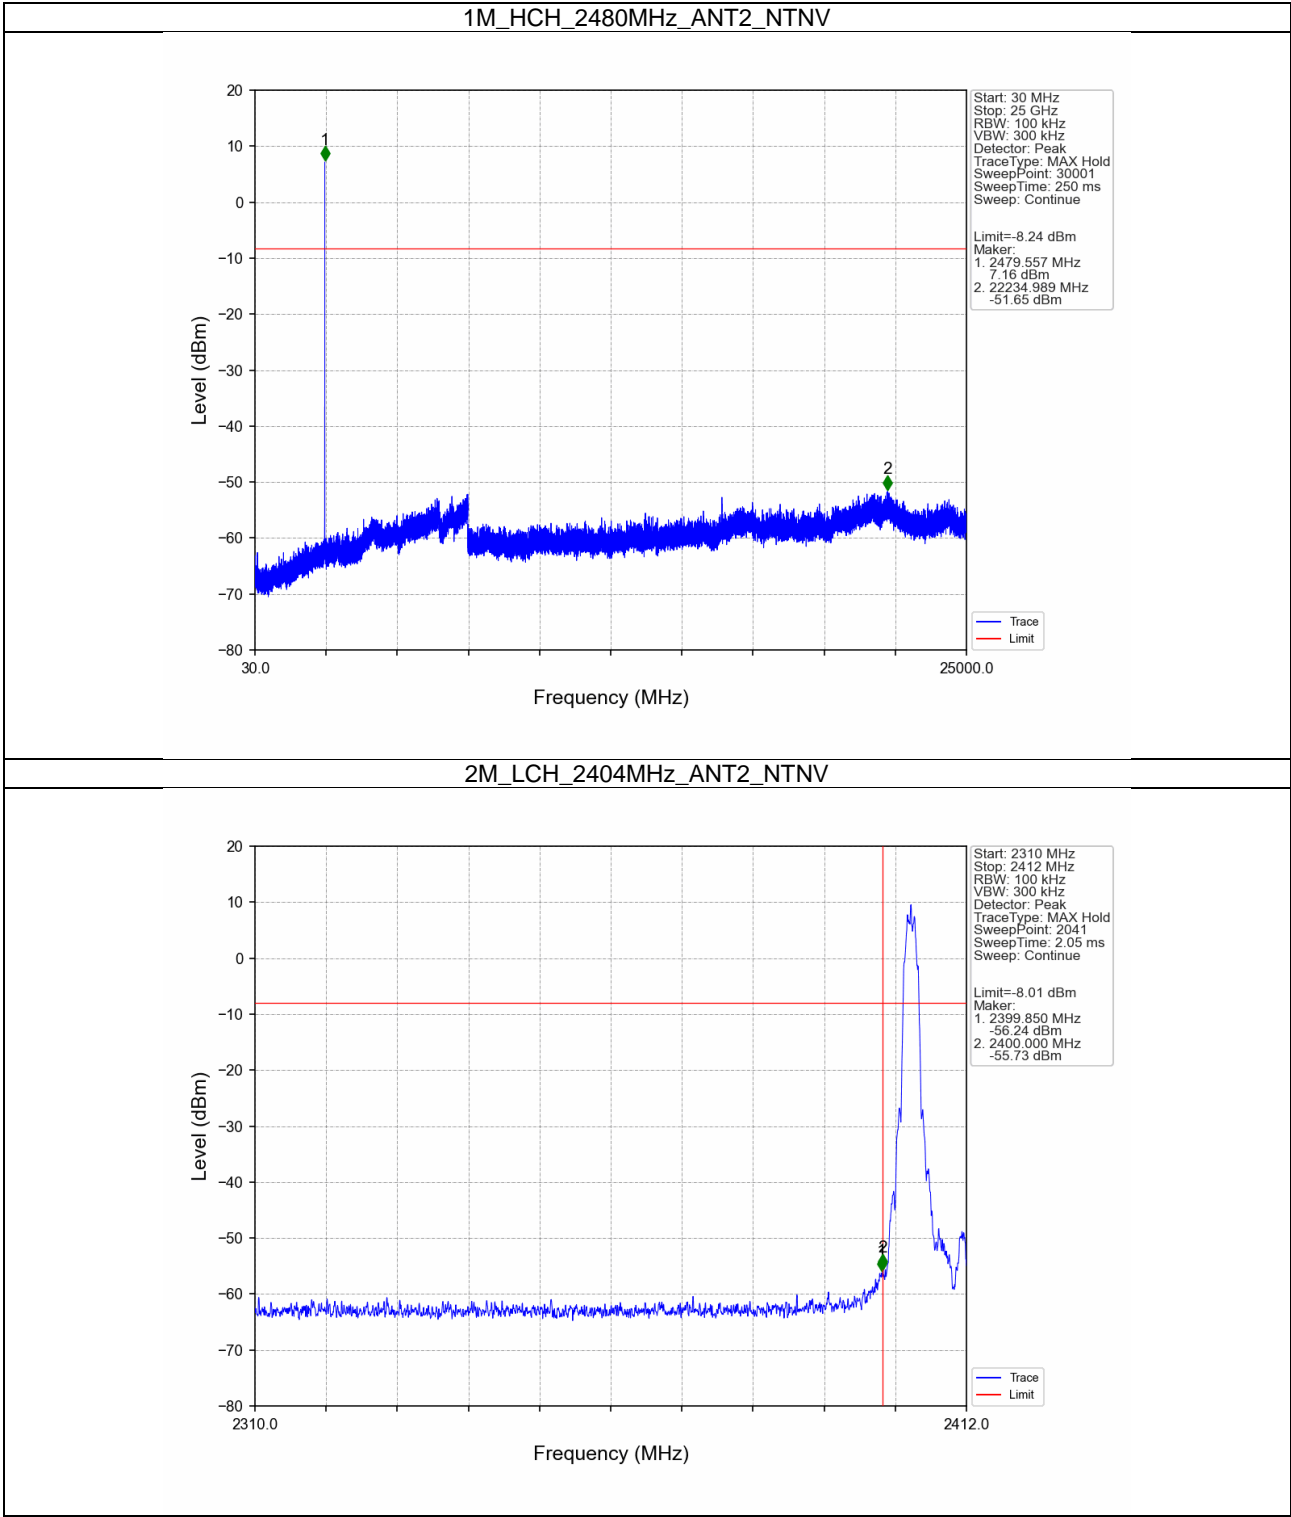 1M_HCH_2480MHz_ANT2_NTNV
20
10
0
−10
−20
−30
−40
−50
−60
−70
−80
Level (dBm)
1
2
30.0
25000.0
Frequency (MHz)
Start: 30 MHz
Stop: 25 GHz
RBW: 100 kHz
VBW: 300 kHz
Detector: Peak
TraceType: MAX Hold
SweepPoint: 30001
SweepTime: 250 ms
Sweep: Continue
Limit=-8.24 dBm
Maker:
1. 2479.557 MHz
7.16 dBm
2. 22234.989 MHz
-51.65 dBm
Trace
Limit
2M_LCH_2404MHz_ANT2_NTNV
20
10
0
−10
−20
−30
−40
−50
−60
−70
−80
Level (dBm)
2
2310.0
2412.0
Frequency (MHz)
Start: 2310 MHz
Stop: 2412 MHz
RBW: 100 kHz
VBW: 300 kHz
Detector: Peak
TraceType: MAX Hold
SweepPoint: 2041
SweepTime: 2.05 ms
Sweep: Continue
Limit=-8.01 dBm
Maker:
1. 2399.850 MHz
-56.24 dBm
2. 2400.000 MHz
-55.73 dBm
Trace
Limit